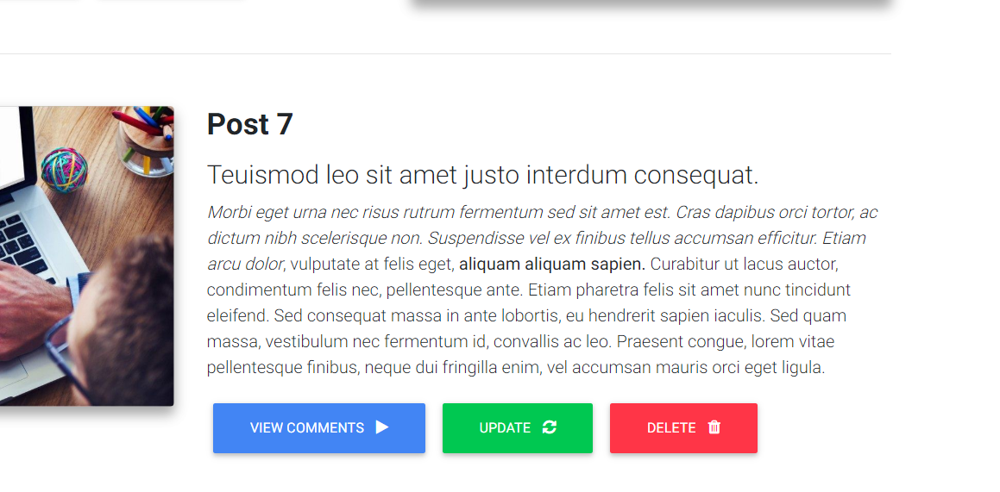 Post 7
Teuismod leo sit amet justo interdum consequat.
Morbi eget urna nec risus rutrum fermentum sed sit amet est. Cras dapibus orci tortor, ac
dictum nibh scelerisque non. Suspendisse vel ex finibus tellus accumsan efficitur. Etiam
arcu dolor, vulputate at felis eget, aliquam aliquam sapien. Curabitur ut lacus auctor,
condimentum felis nec, pellentesque ante. Etiam pharetra felis sit amet nunc tincidunt
eleifend. Sed consequat massa in ante lobortis, eu hendrerit sapien iaculis. Sed quam
massa, vestibulum nec fermentum id, convallis ac leo. Praesent congue, lorem vitae
pellentesque finibus, neque dui fringilla enim, vel accumsan mauris orci eget ligula.
VIEW COMMENTS UPDATE DELETE